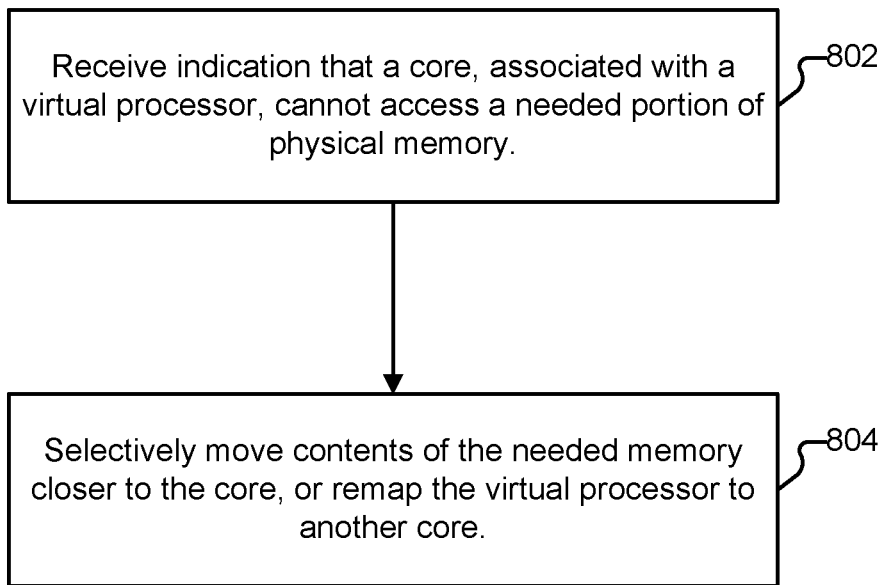 Receive indication that a core, associated with a
virtual processor, cannot access a needed portion of
physical memory.
802
Selectively move contents of the needed memory
closer to the core, or remap the virtual processor to
another core.
804